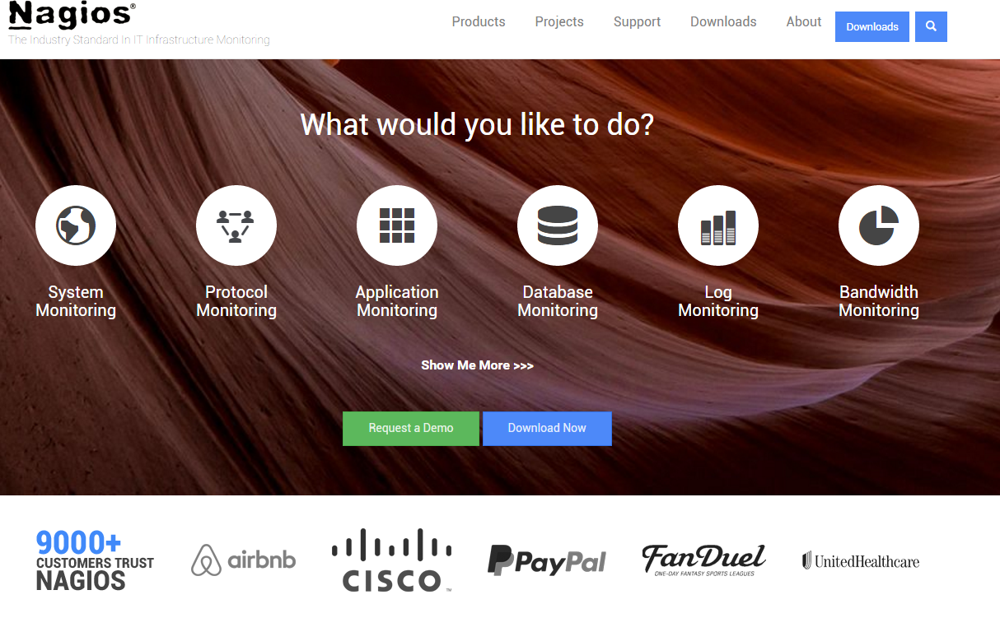 Nagios®
The Industry Standard In IT Infrastructure Monitoring
Products
Projects
Support
Downloads
About
Downloads
What would you like to do?
System
Monitoring
Protocol
Monitoring
Application
Monitoring
Database
Monitoring
Log
Monitoring
Bandwidth
Monitoring
Show Me More >>>
Request a Demo
Download Now
9000+
CUSTOMERS TRUST
NAGIOS
airbnb
CISCO™
PayPal
FanDuel
ONE-DAY FANTASY SPORTS LEAGUES
UnitedHealthcare